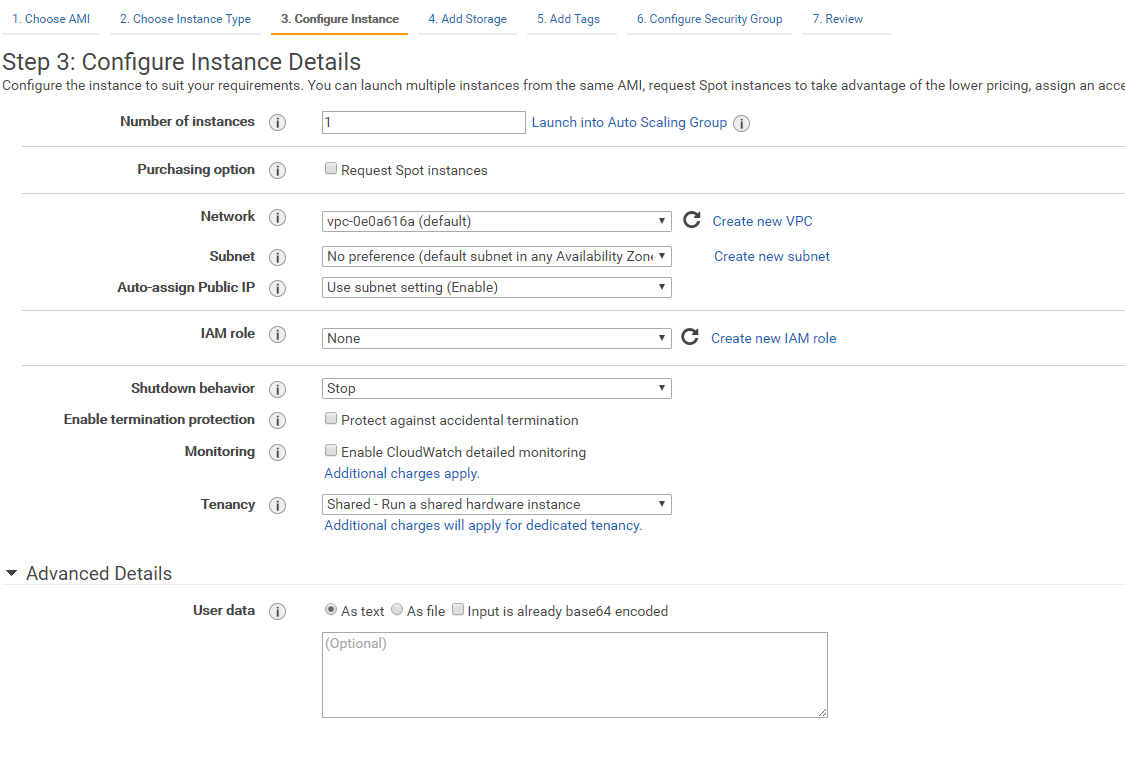 1. Choose AMI 2. Choose Instance Type 3. Configure Instance 4. Add Storage 5. Add Tags 6. Configure Security Group 7. Review
Step 3: Configure Instance Details
Configure the instance to suit your requirements. You can launch multiple instances from the same AMI, request Spot instances to take advantage of the lower pricing, assign an acce
Number of instances i 1 Launch into Auto Scaling Group i
Purchasing option i Request Spot instances
Network i vpc-0e0a616a (default) Create new VPC
Subnet i No preference (default subnet in any Availability Zone Create new subnet
Auto-assign Public IP i Use subnet setting (Enable)
IAM role i None Create new IAM role
Shutdown behavior i Stop
Enable termination protection i Protect against accidental termination
Monitoring i Enable CloudWatch detailed monitoring
Additional charges apply.
Tenancy i Shared - Run a shared hardware instance
Additional charges will apply for dedicated tenancy.
Advanced Details
User data i As text As file Input is already base64 encoded
(Optional)